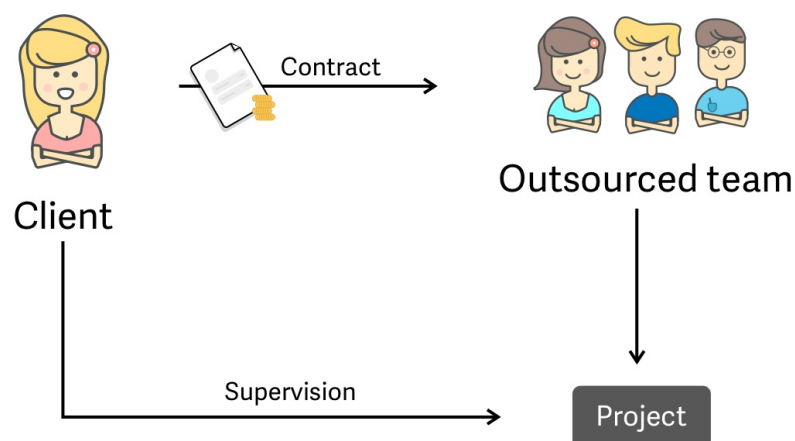 Contract
Outsourced team
Client
Supervision
Project